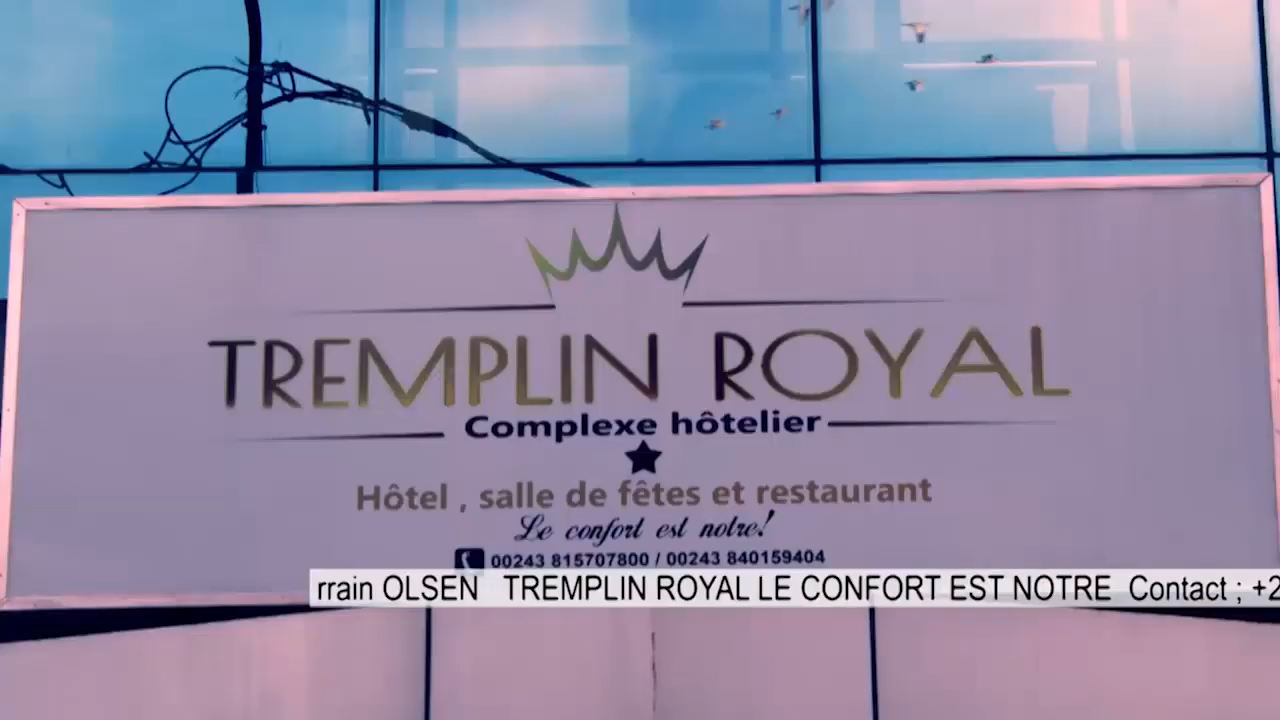 TREMPLIN ROYAL
Complexe hôtelier
Hôtel , salle de fêtes et restaurant
Le confort est notre!
00243 815707800 / 00243 840159404
rrain OLSEN TREMPLIN ROYAL LE CONFORT EST NOTRE Contact ; +2